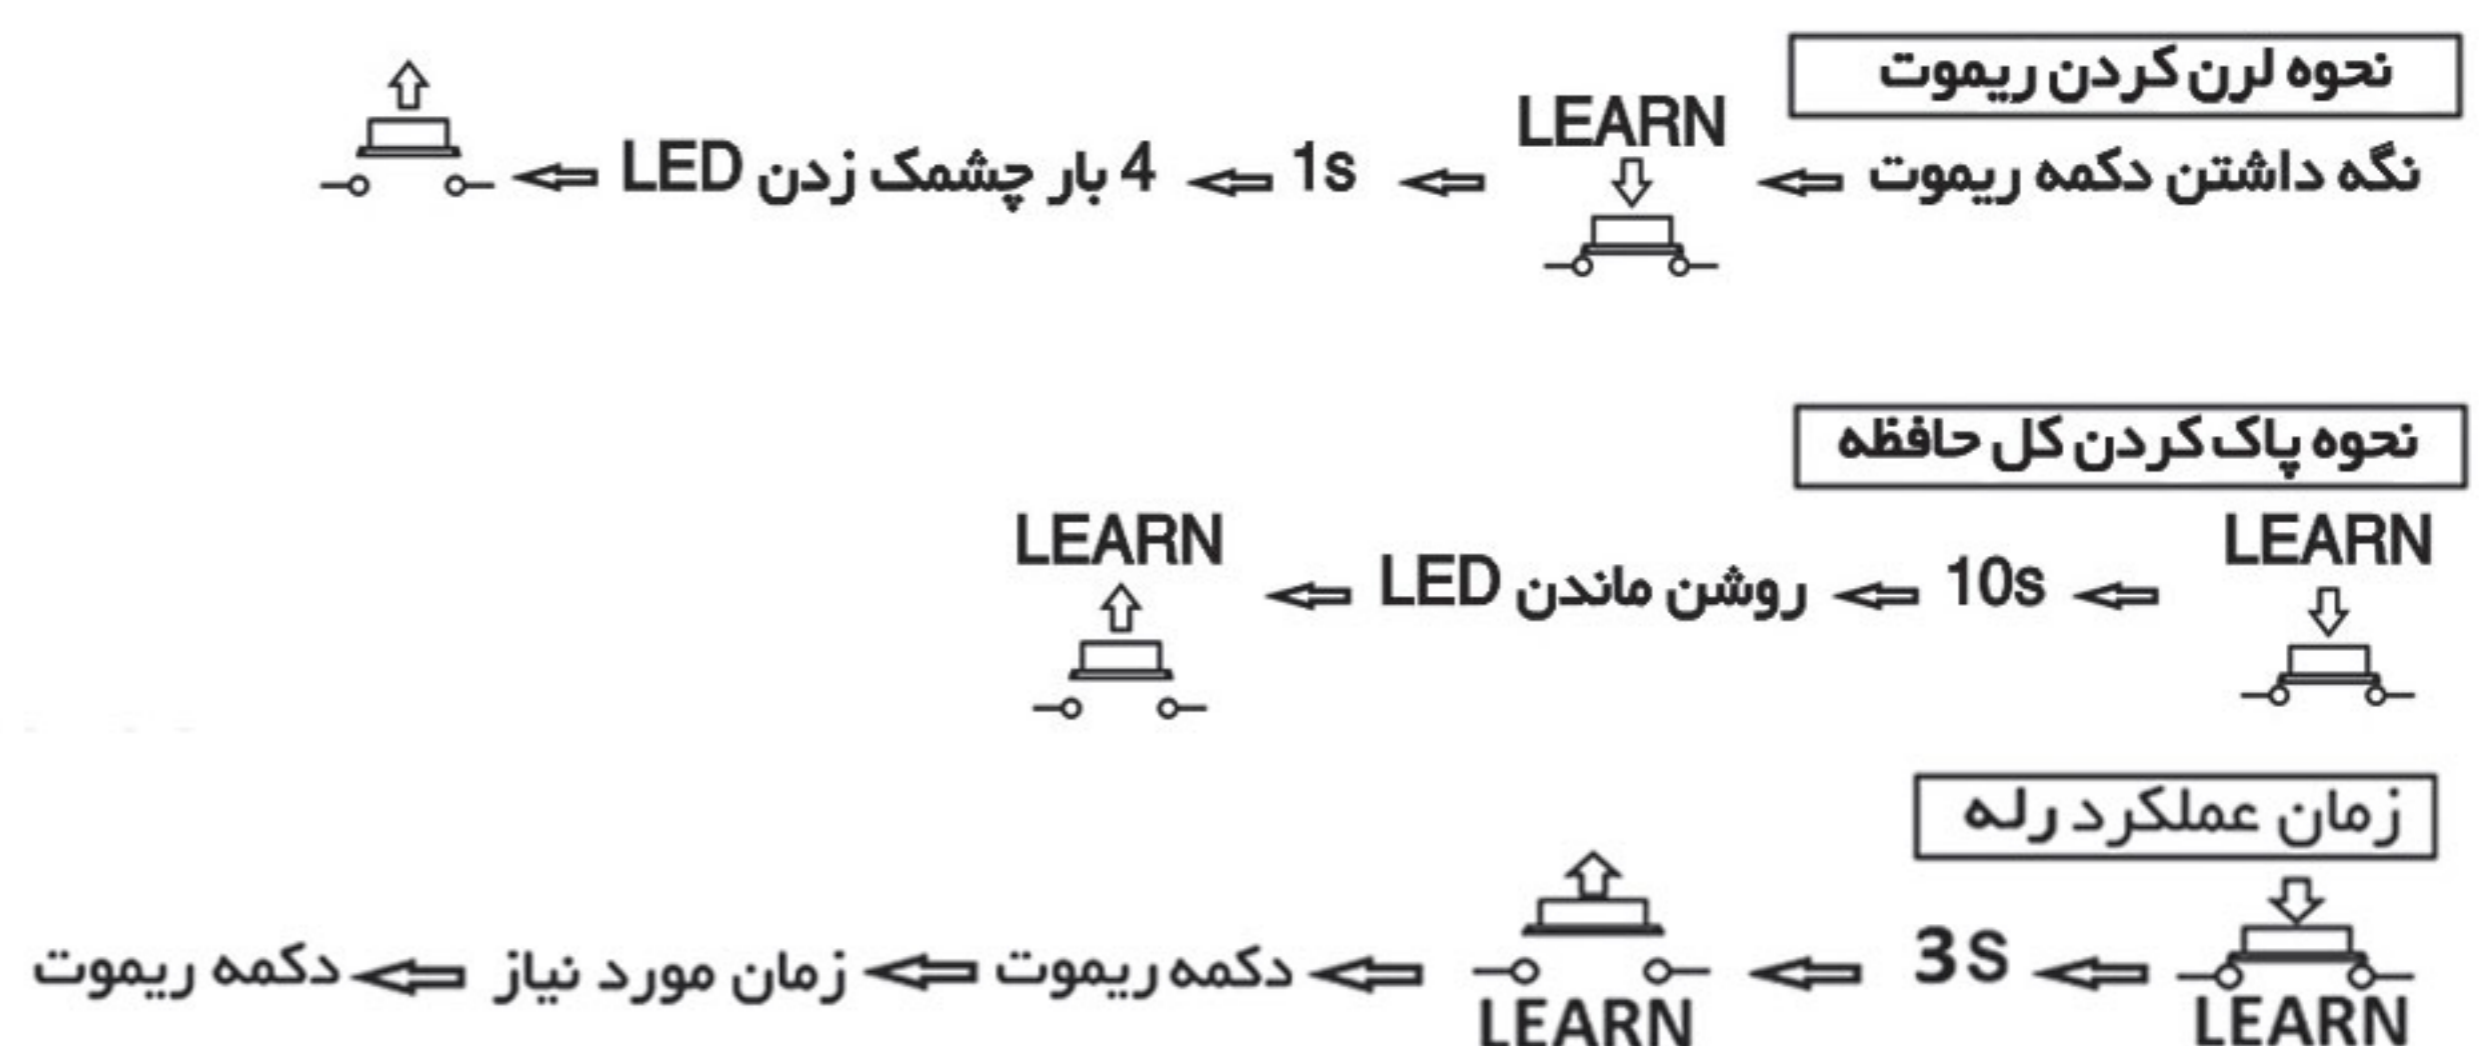 نحوه لرن کردن ریموت
نگه داشتن دکمه ریموت LEARN 1s 4 بار چشمک زدن LED
نحوه پاک کردن کل حافظه
LEARN 10s روشن ماندن LED LEARN
زمان عملکرد رله
LEARN 3S LEARN دکمه ریموت زمان مورد نیاز دکمه ریموت